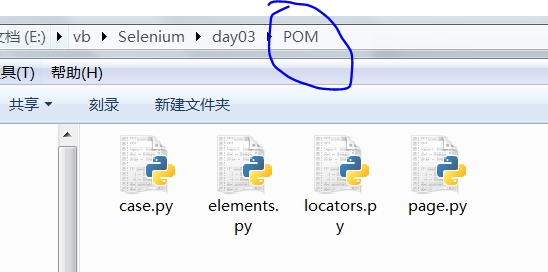 文档 (E:) vb Selenium day03 POM
具(T) 帮助(H)
共享 刻录 新建文件夹
case.py elements.py locators.py page.py